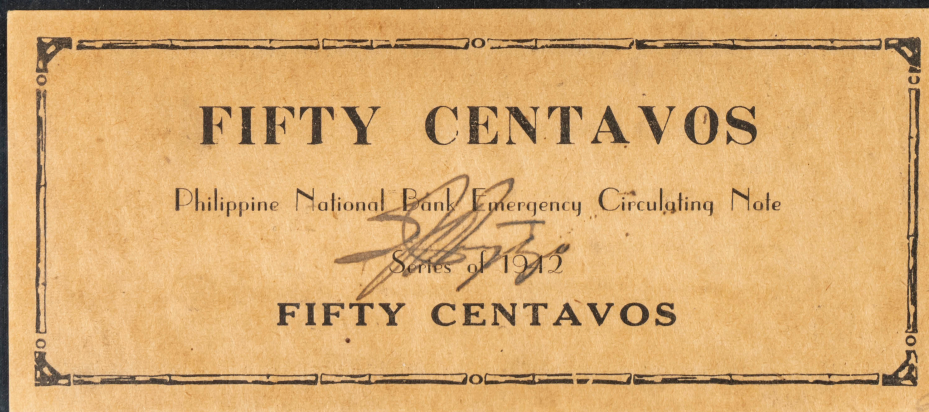 FIFTY CENTAVOS
Philippine National Bank Emergency Circulating Note
Series of 1942
FIFTY CENTAVOS